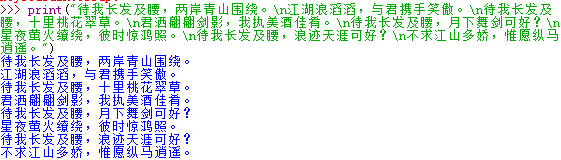 >>> print("待我长发及腰，两岸青山围绕。\n江湖浪滔滔，与君携手笑傲。\n待我长发及
腰，十里桃花翠草。\n君洒翩翩剑影，我执美酒佳肴。\n待我长发及腰，月下舞剑可好？\n
星夜萤火缭绕，彼时惊鸿照。\n待我长发及腰，浪迹天涯可好？\n不求江山多娇，惟愿纵马
逍遥。")
待我长发及腰，两岸青山围绕。
江湖浪滔滔，与君携手笑傲。
待我长发及腰，十里桃花翠草。
君洒翩翩剑影，我执美酒佳肴。
待我长发及腰，月下舞剑可好？
星夜萤火缭绕，彼时惊鸿照。
待我长发及腰，浪迹天涯可好？
不求江山多娇，惟愿纵马逍遥。